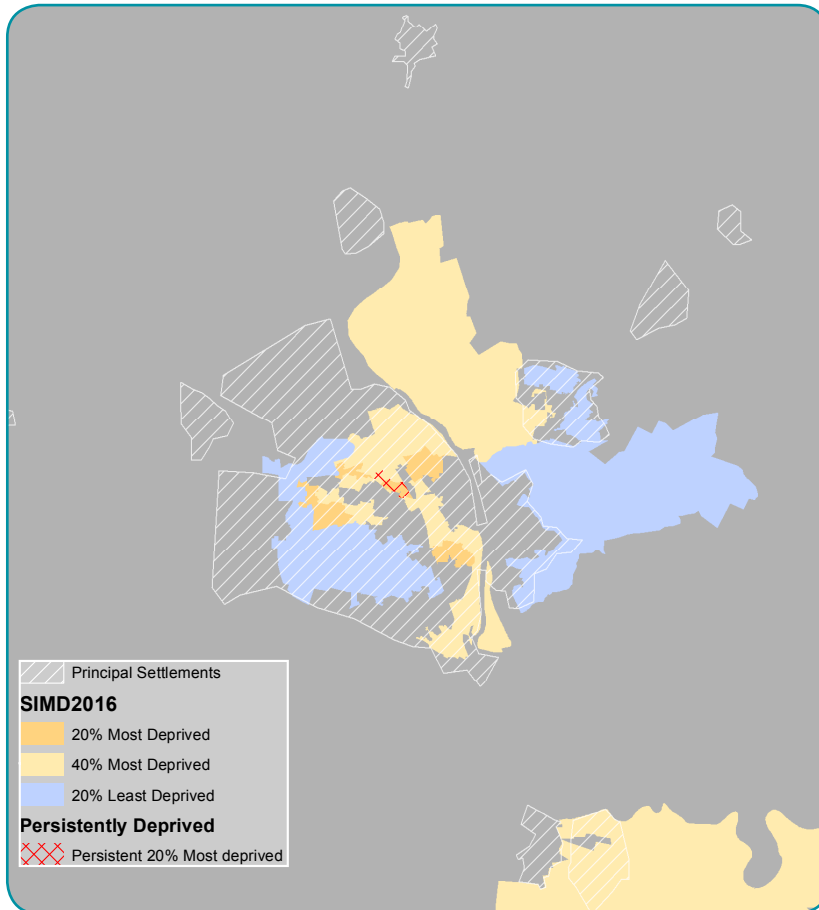 Principal Settlements
SIMD2016
20% Most Deprived
40% Most Deprived
20% Least Deprived
Persistently Deprived
Persistent 20% Most deprived